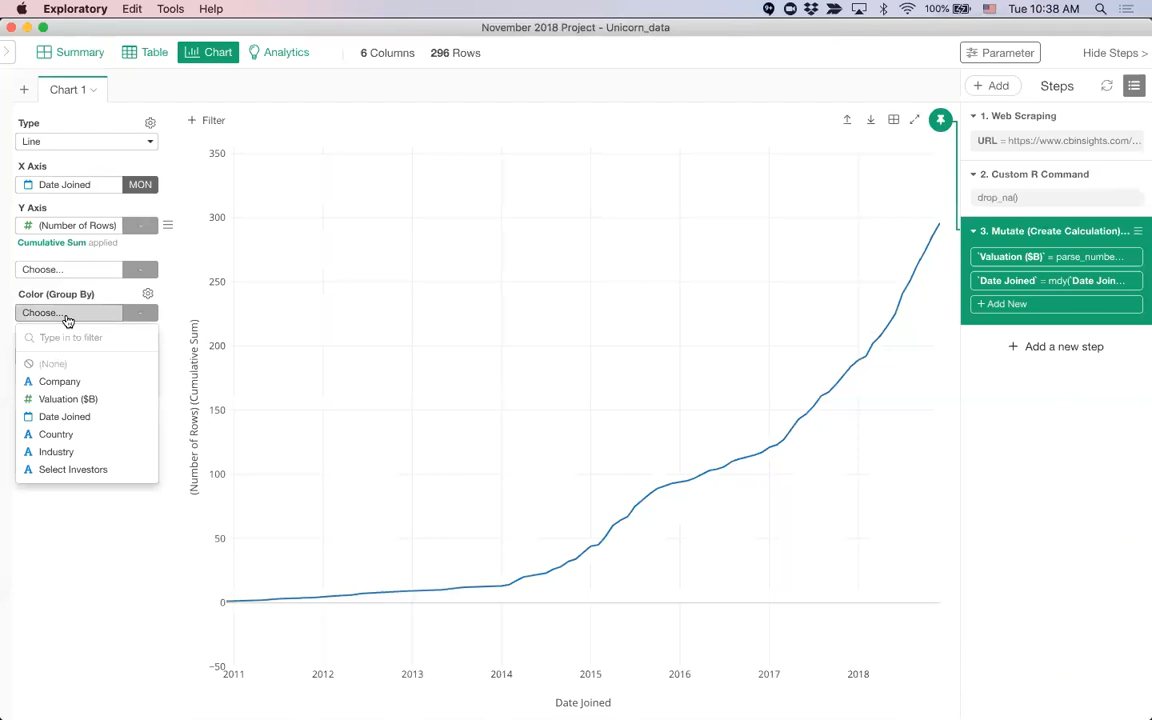 Exploratory Edit Tools Help 100% Tue 10:38 AM
November 2018 Project - Unicorn_data
Summary Table Chart Analytics 6 Columns 296 Rows Parameter Hide Steps >
+ Chart 1 + Add Steps
Type
Line
X Axis
Date Joined MON
Y Axis
# (Number of Rows) -
Cumulative Sum applied
Choose... -
Color (Group By)
Choose... -
Type in to filter
(None)
A Company
# Valuation ($B)
Date Joined
A Country
A Industry
A Select Investors
+ Filter
350
300
250
200
150
100
50
0
-50
(Number of Rows) (Cumulative Sum)
2011 2012 2013 2014 2015 2016 2017 2018
Date Joined
1. Web Scraping
URL = https://www.cbinsights.com/...
2. Custom R Command
drop_na()
3. Mutate (Create Calculation)...
`Valuation ($B)` = parse_numbe...
`Date Joined` = mdy(`Date Join...
+ Add New
+ Add a new step